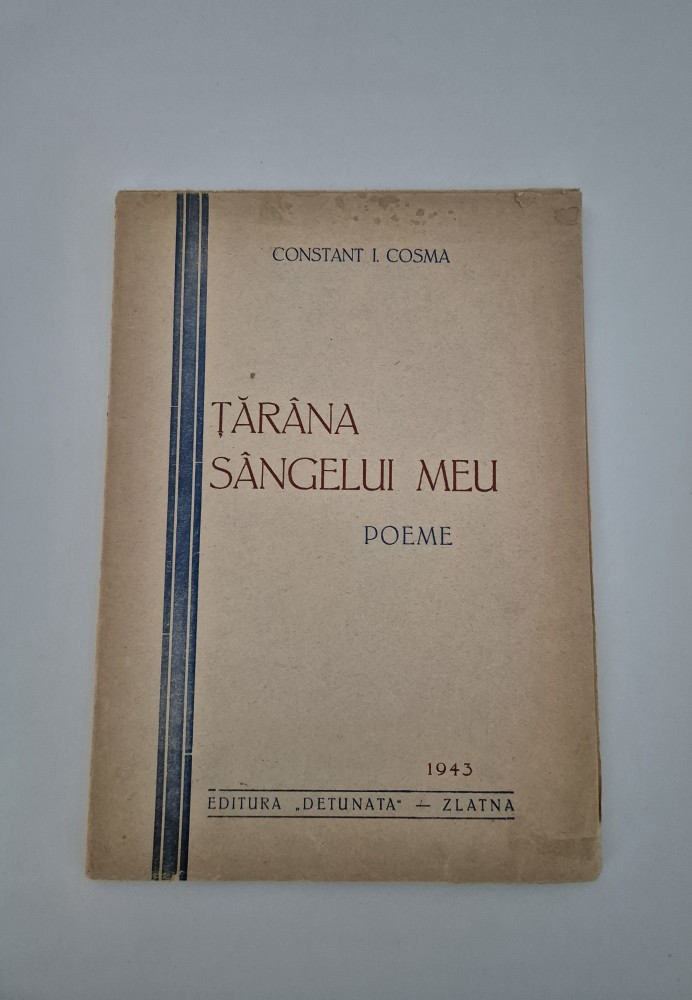 CONSTANT I. COSMA
ȚĂRÂNA
SÂNGELUI MEU
POEME
1943
EDITURA „DETUNATA" — ZLATNA